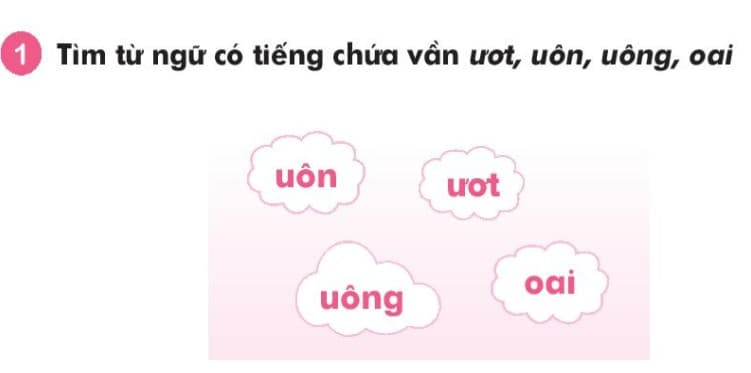 1 Tìm từ ngữ có tiếng chứa vần ươt, uôn, uông, oai
uôn ươt
uông oai